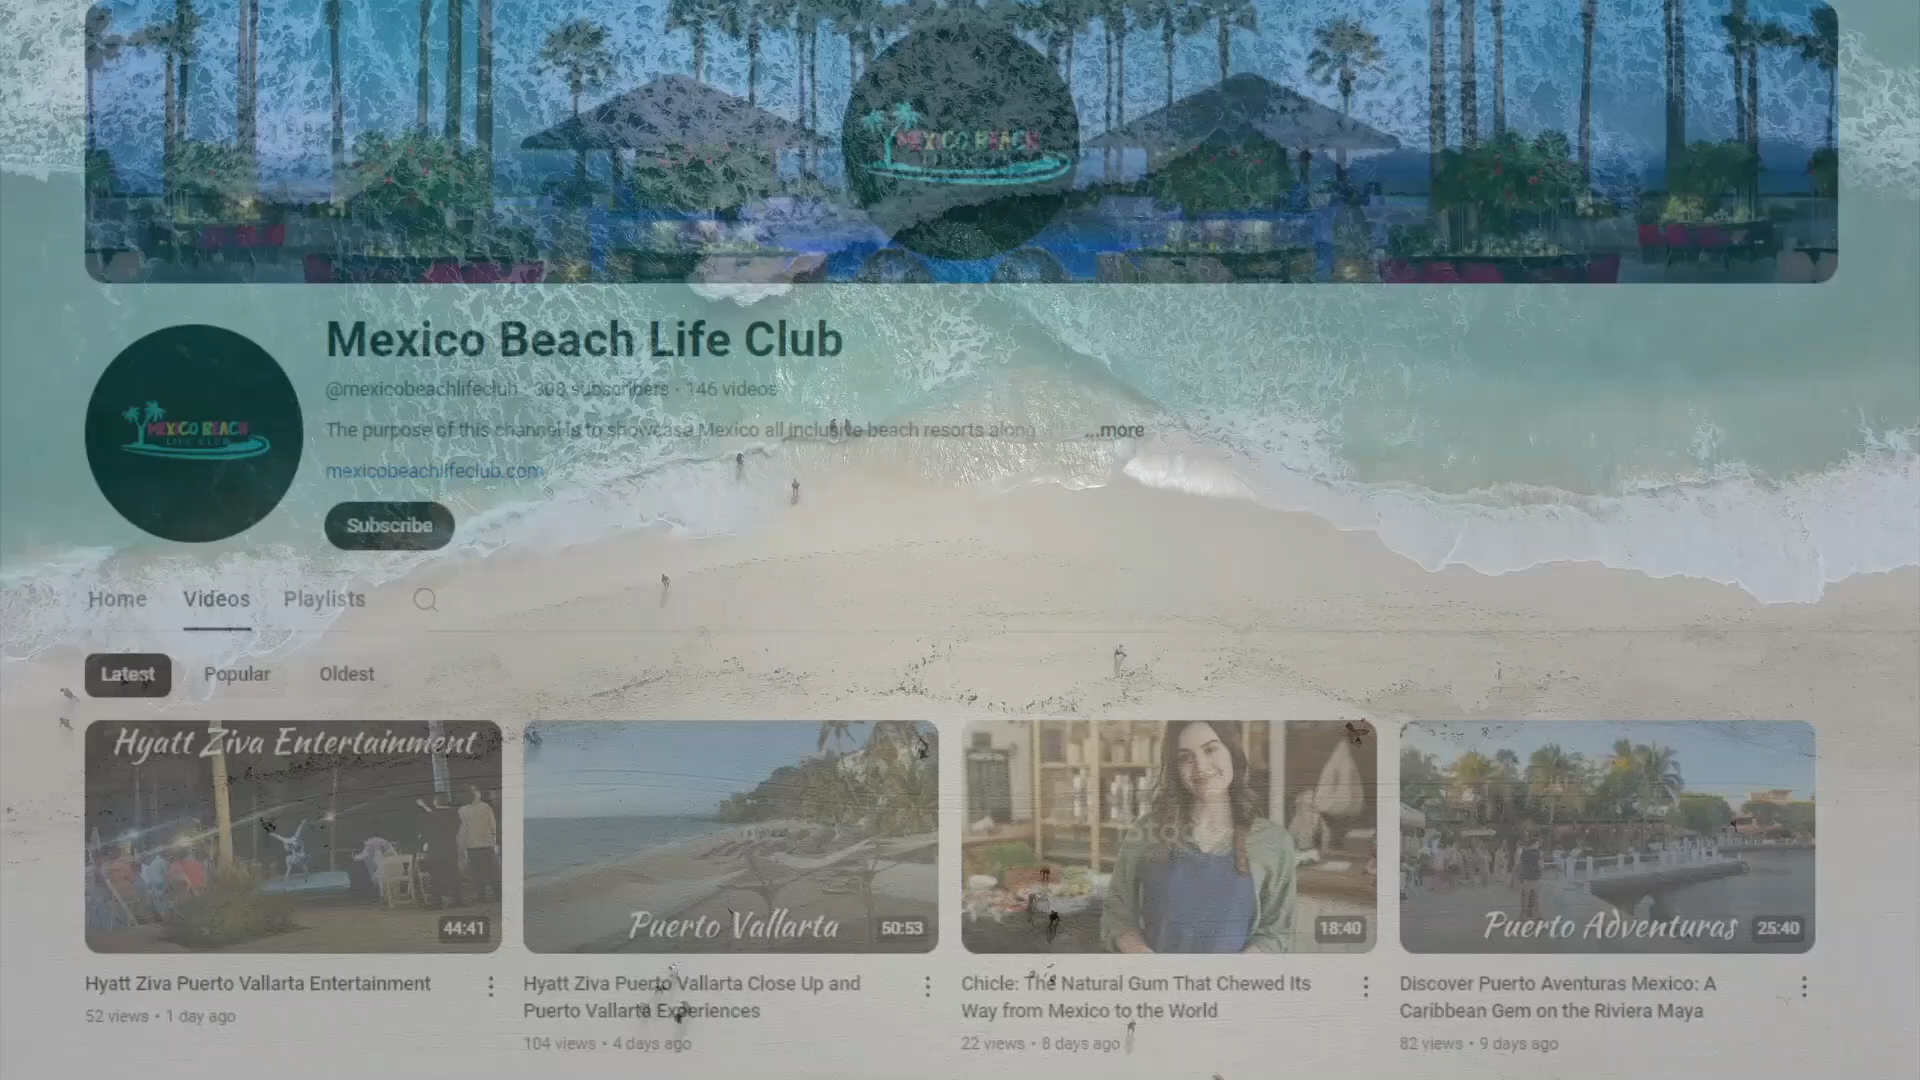 MEXICO BEACH
Mexico Beach Life Club
@mexicobeachlifeclub · 308 subscribers · 146 videos
The purpose of this channel is to showcase Mexico all inclusive beach resorts along ...more
MEXICO BEACH
LIFE CLUB
mexicobeachlifeclub.com
Subscribe
Home Videos Playlists
Latest Popular Oldest
Hyatt Ziva Entertainment
44:41
Puerto Vallarta
50:53
iStock
18:40
Puerto Adventuras
25:40
Hyatt Ziva Puerto Vallarta Entertainment
52 views • 1 day ago
Hyatt Ziva Puerto Vallarta Close Up and
Puerto Vallarta Experiences
104 views • 4 days ago
Chicle: The Natural Gum That Chewed Its
Way from Mexico to the World
22 views • 8 days ago
Discover Puerto Aventuras Mexico: A
Caribbean Gem on the Riviera Maya
82 views • 9 days ago